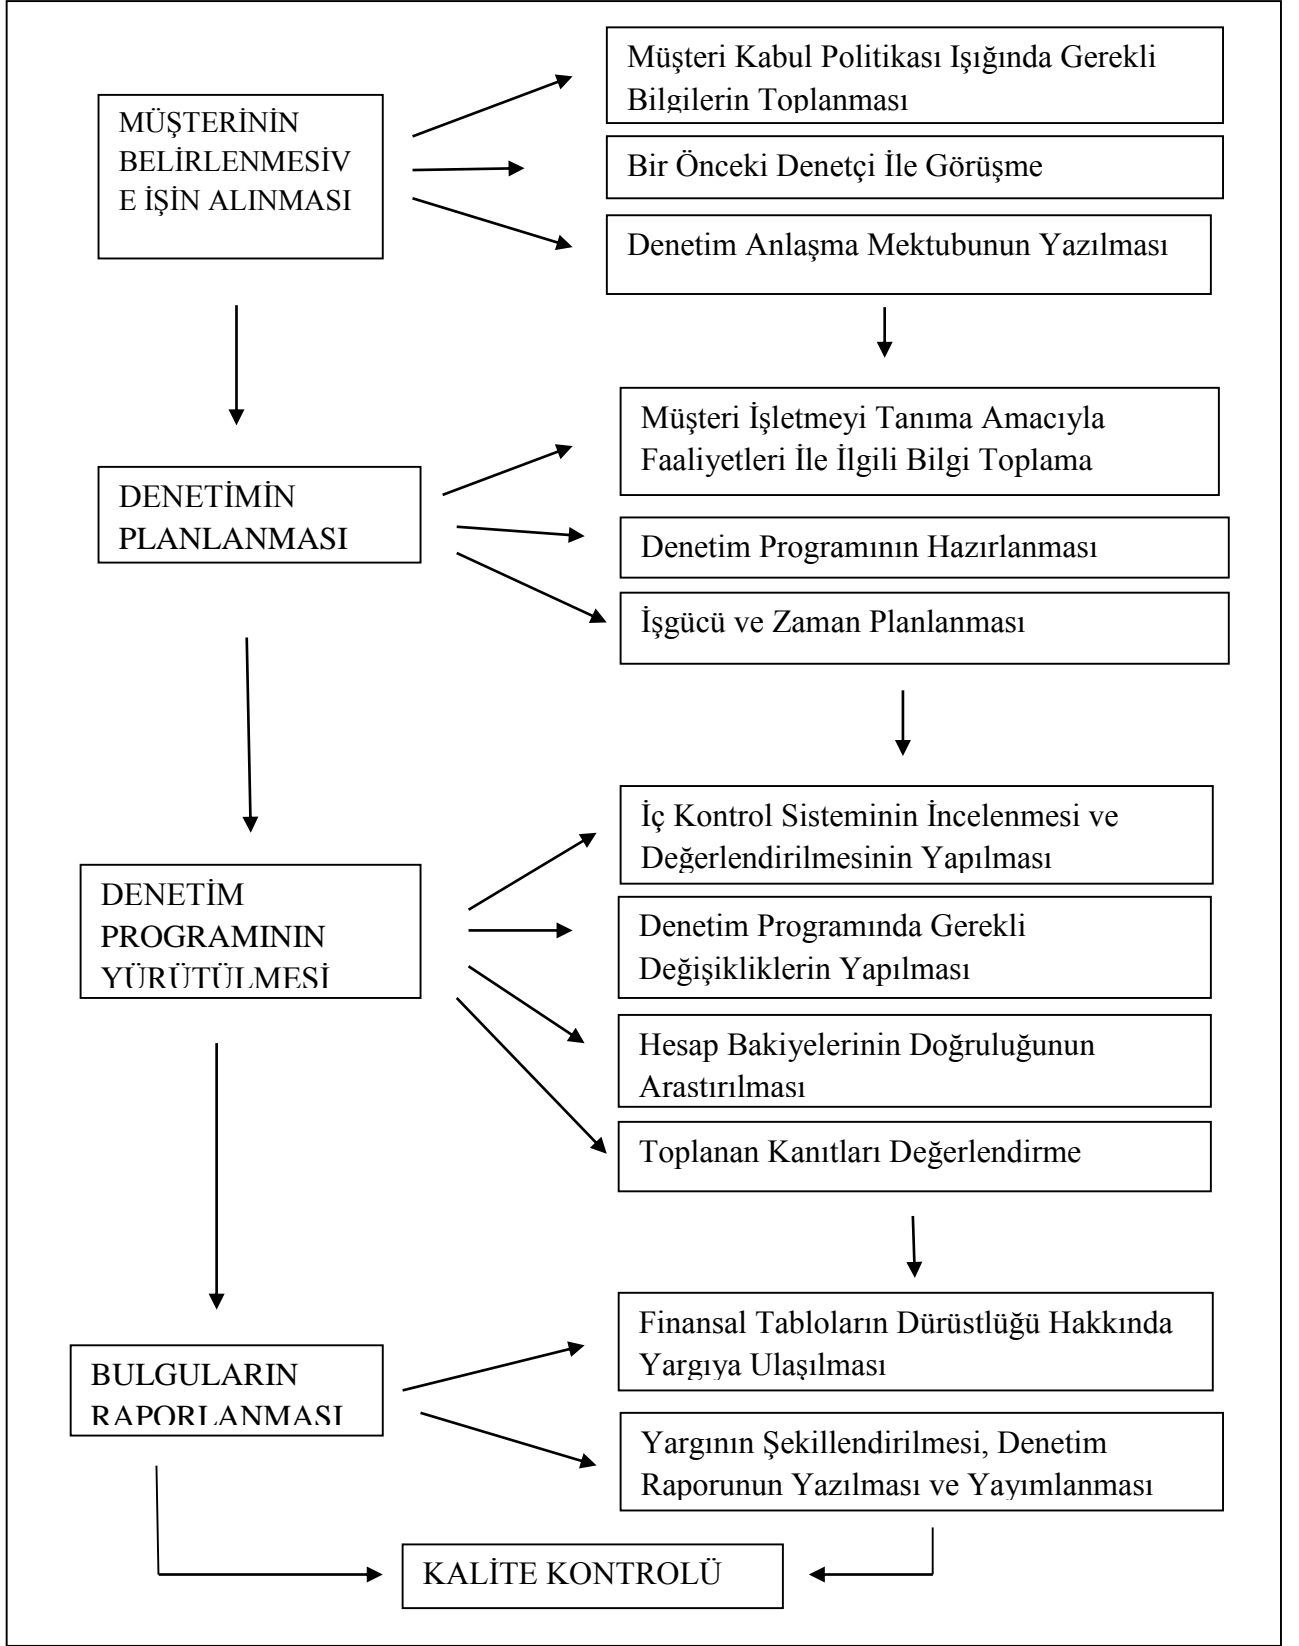 MÜŞTERİNİN
BELİRLENMESİV
E İŞİN ALINMASI
Müşteri Kabul Politikası Işığında Gerekli
Bilgilerin Toplanması
Bir Önceki Denetçi İle Görüşme
Denetim Anlaşma Mektubunun Yazılması
DENETİMİN
PLANLANMASI
Müşteri İşletmeyi Tanıma Amacıyla
Faaliyetleri İle İlgili Bilgi Toplama
Denetim Programının Hazırlanması
İşgücü ve Zaman Planlanması
DENETİM
PROGRAMININ
YÜRÜTÜLMESİ
İç Kontrol Sisteminin İncelenmesi ve
Değerlendirilmesinin Yapılması
Denetim Programında Gerekli
Değişikliklerin Yapılması
Hesap Bakiyelerinin Doğruluğunun
Araştırılması
Toplanan Kanıtları Değerlendirme
BULGULARIN
RAPORLANMASI
Finansal Tabloların Dürüstlüğü Hakkında
Yargıya Ulaşılması
Yargının Şekillendirilmesi, Denetim
Raporunun Yazılması ve Yayımlanması
KALİTE KONTROLÜ